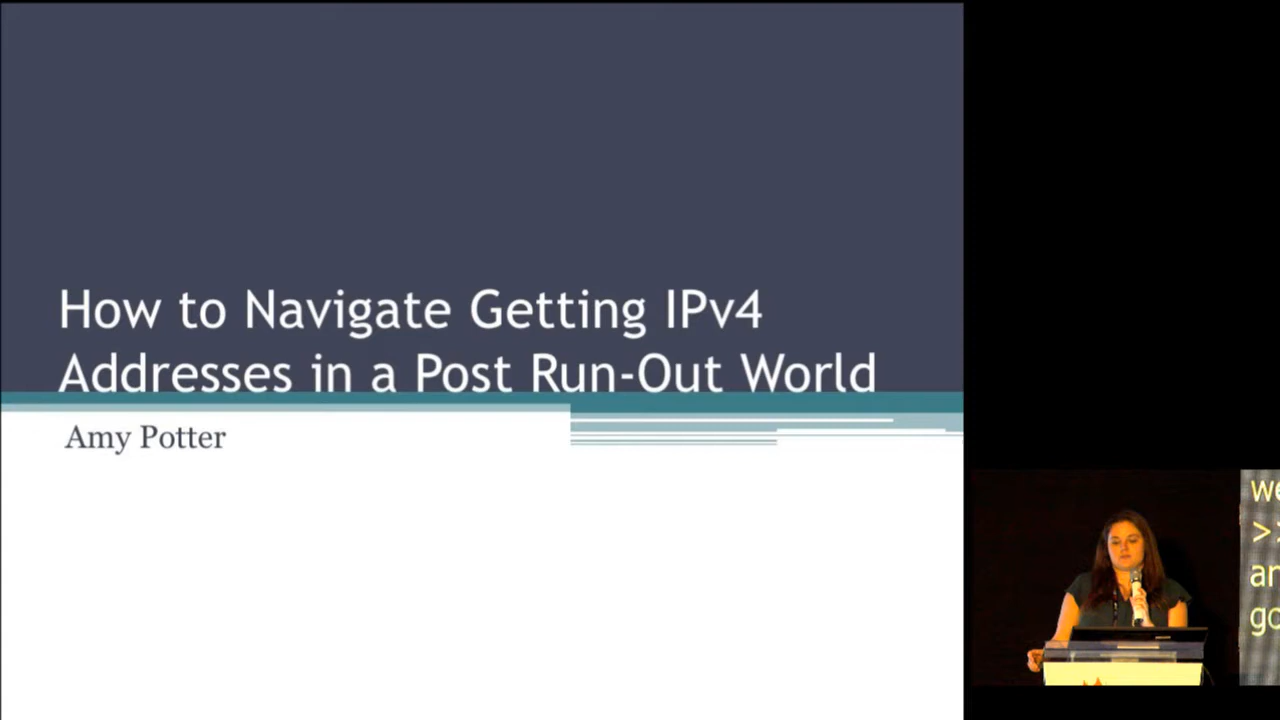 How to Navigate Getting IPv4
Addresses in a Post Run-Out World
Amy Potter